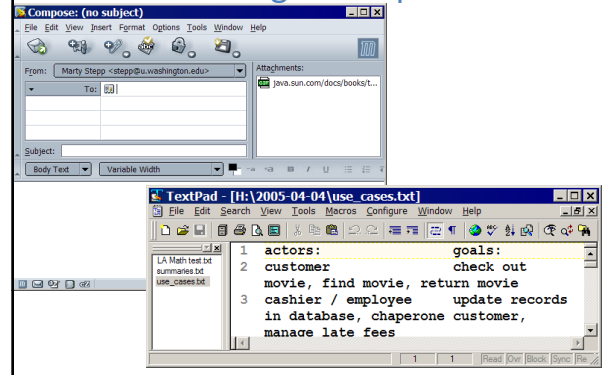 Compose: (no subject)
File Edit View Insert Format Options Tools Window Help
From: Marty Stepp <stepp@u.washington.edu>
Attachments:
java.sun.com/docs/books/t...
To:
Subject:
Body Text Variable Width
TextPad - [H:\2005-04-04\use_cases.txt]
File Edit Search View Tools Macros Configure Window Help
LA Math test.txt
summaries.txt
use_cases.txt
1 actors: goals:
2 customer check out
movie, find movie, return movie
3 cashier / employee update records
in database, chaperone customer,
manage late fees
1 1 Read Ovr Block Sync Re